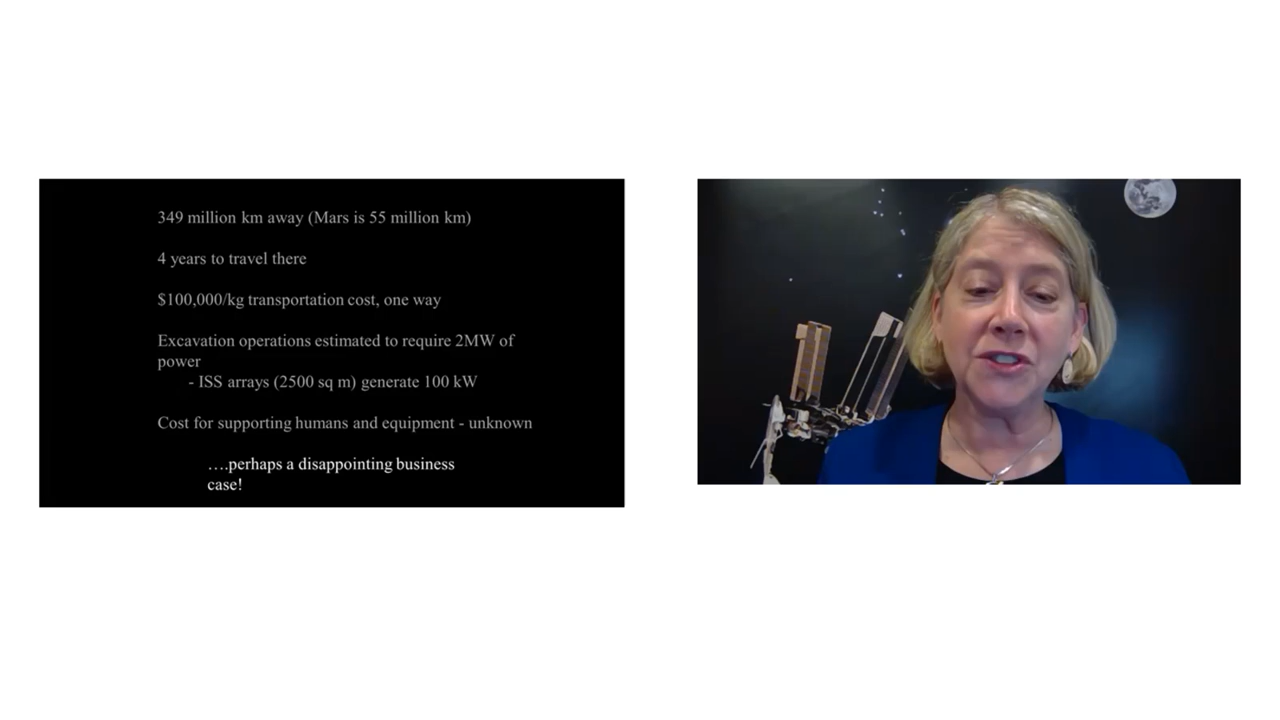 349 million km away (Mars is 55 million km)
4 years to travel there
$100,000/kg transportation cost, one way
Excavation operations estimated to require 2MW of
power
- ISS arrays (2500 sq m) generate 100 kW
Cost for supporting humans and equipment - unknown
….perhaps a disappointing business
case!